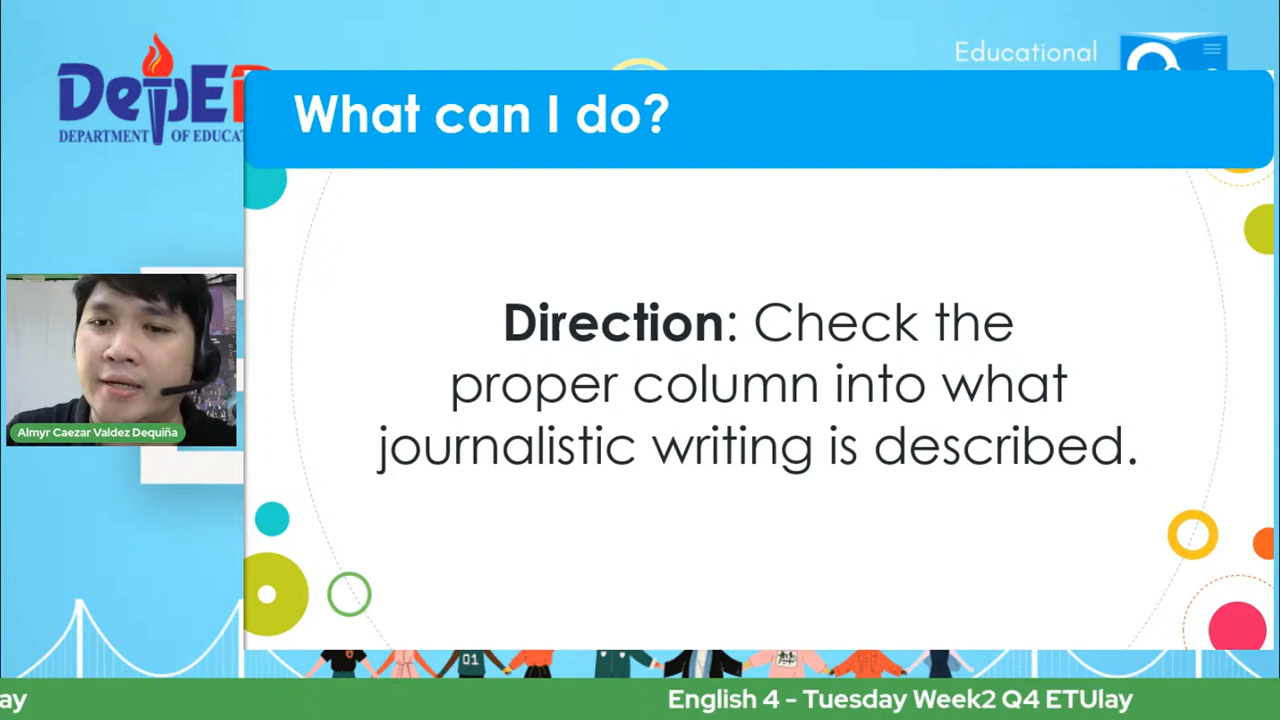 Educational
DepE
DEPARTMENT OF EDUCAT
What can I do?
Direction: Check the
proper column into what
journalistic writing is described.
Almyr Caezar Valdez Dequiña
01
ay
English 4 - Tuesday Week2 Q4 ETUlay